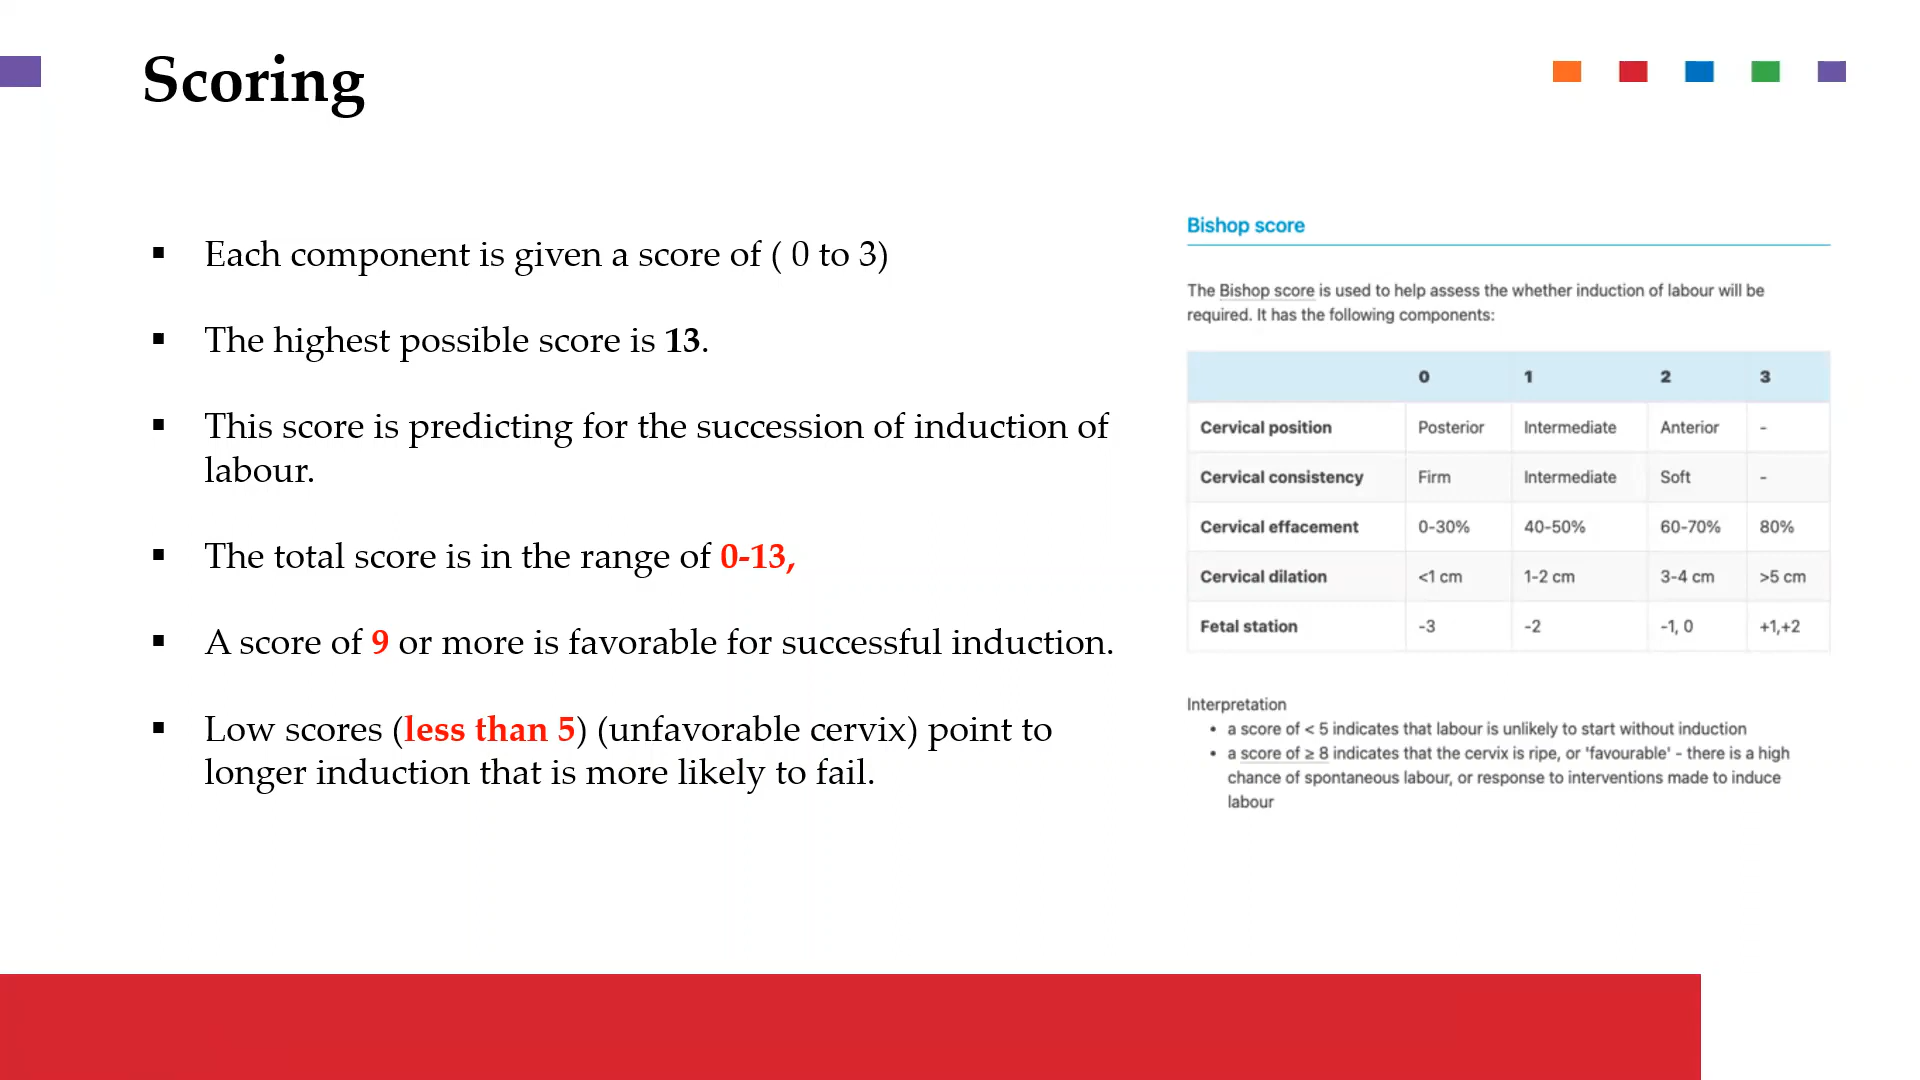 Scoring
▪ Each component is given a score of ( 0 to 3)
▪ The highest possible score is 13.
▪ This score is predicting for the succession of induction of
labour.
▪ The total score is in the range of 0-13,
▪ A score of 9 or more is favorable for successful induction.
▪ Low scores (less than 5) (unfavorable cervix) point to
longer induction that is more likely to fail.
Bishop score
The Bishop score is used to help assess the whether induction of labour will be
required. It has the following components:
0 1 2 3
Cervical position Posterior Intermediate Anterior -
Cervical consistency Firm Intermediate Soft -
Cervical effacement 0-30% 40-50% 60-70% 80%
Cervical dilation <1 cm 1-2 cm 3-4 cm >5 cm
Fetal station -3 -2 -1, 0 +1,+2
Interpretation
• a score of < 5 indicates that labour is unlikely to start without induction
• a score of ≥ 8 indicates that the cervix is ripe, or 'favourable' - there is a high
chance of spontaneous labour, or response to interventions made to induce
labour